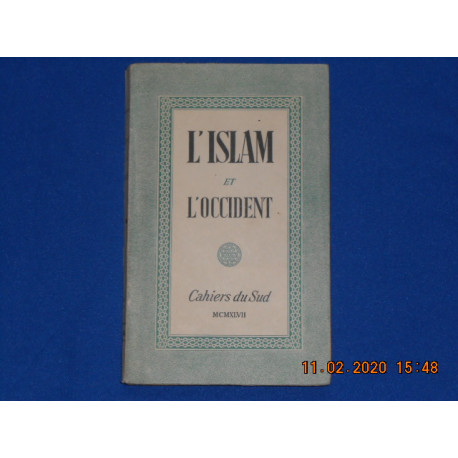 L'ISLAM
ET
L'OCCIDENT
Cahiers du Sud
MCMXLVII
11.02.2020 15:48